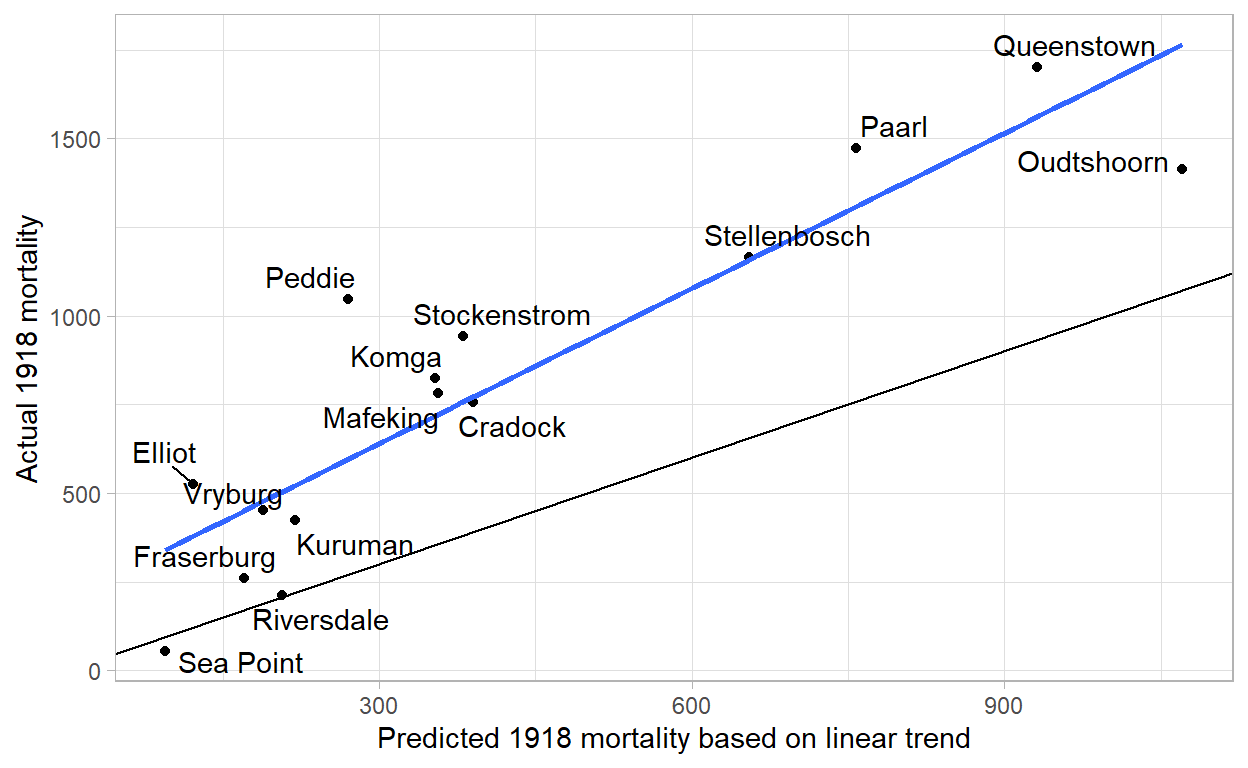 Queenstown
Paarl
Oudtshoorn
Stellenbosch
Peddie
Stockenstrom
Komga
Mafeking
Cradock
Elliot
Vryburg
Kuruman
Fraserburg
Riversdale
Sea Point
1500
1000
500
0
300 600 900
Predicted 1918 mortality based on linear trend
Actual 1918 mortality